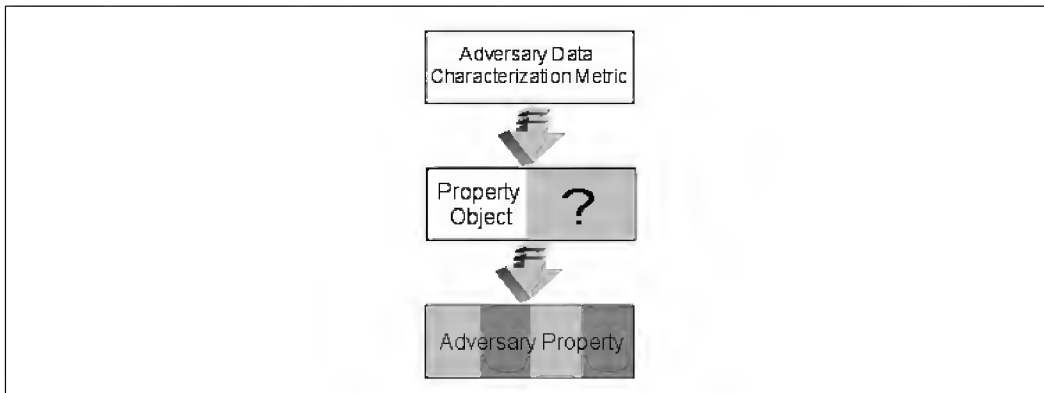 Adversary Data
Characterization Metric
Property
Object
?
Adversary Property